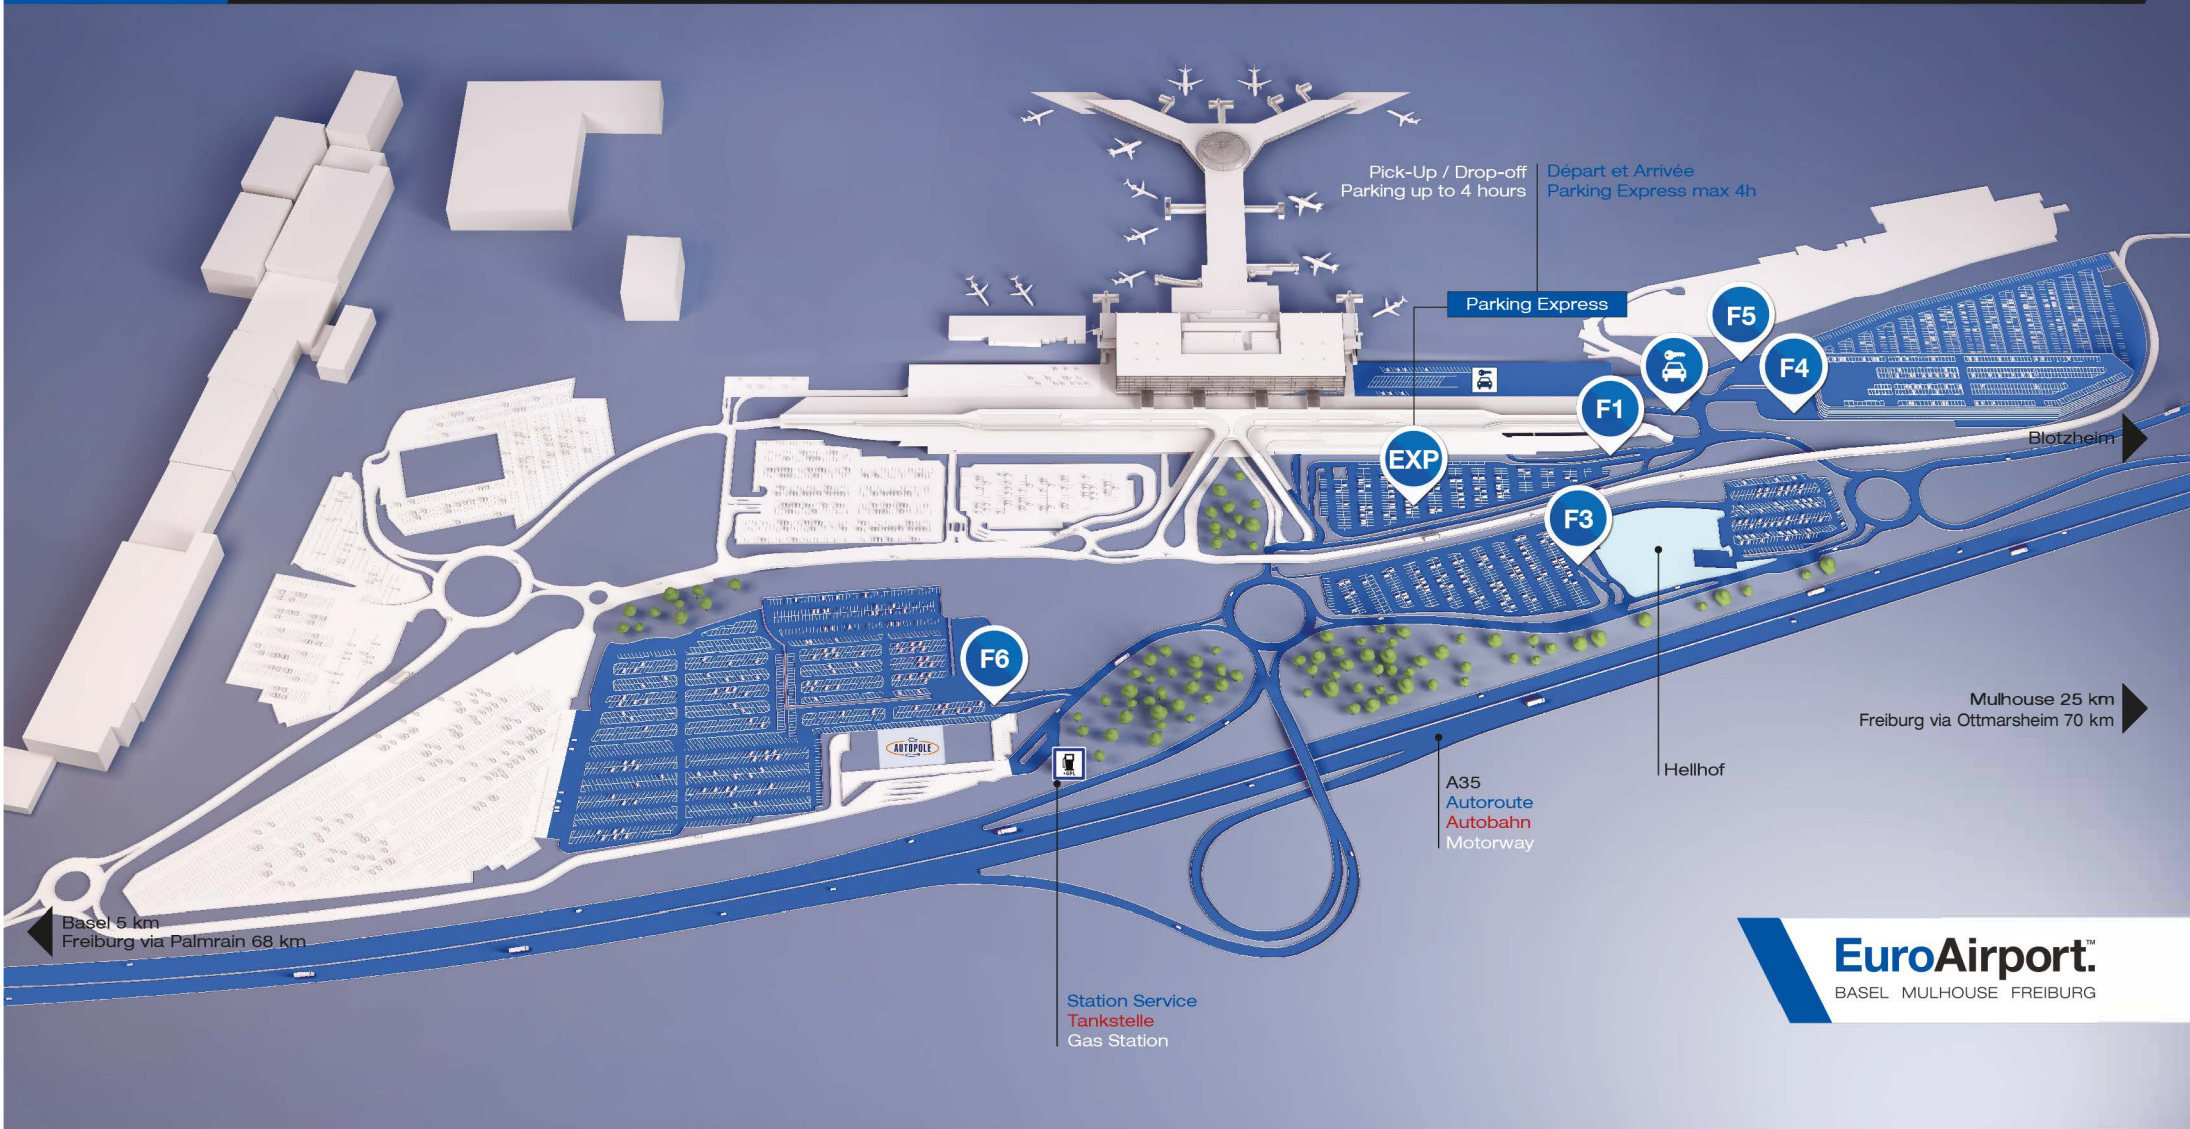 Pick-Up / Drop-off
Parking up to 4 hours
Départ et Arrivée
Parking Express max 4h
Parking Express
F5
F4
F1
EXP
F3
Blotzheim
F6
AUTOPOLE
+GPL
Mulhouse 25 km
Freiburg via Ottmarsheim 70 km
Hellhof
A35
Autoroute
Autobahn
Motorway
Basel 5 km
Freiburg via Palmrain 68 km
Station Service
Tankstelle
Gas Station
EuroAirport.™
BASEL MULHOUSE FREIBURG